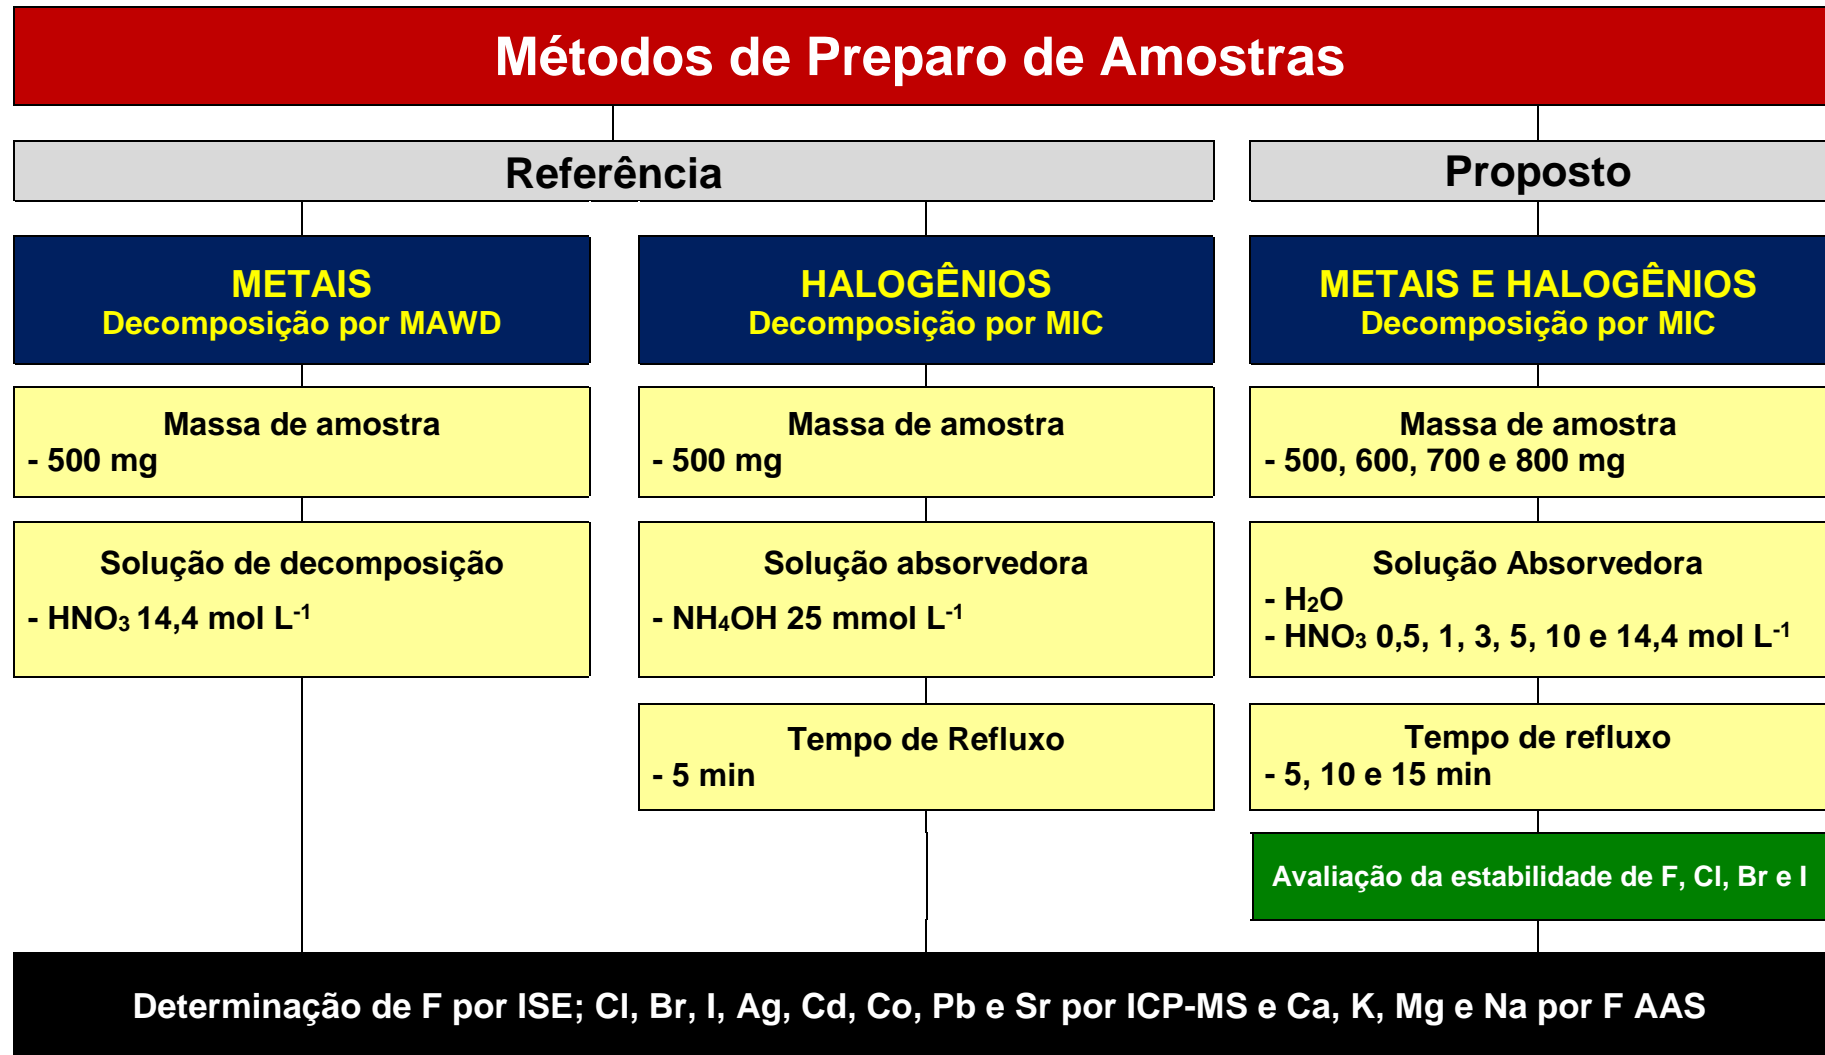 Métodos de Preparo de Amostras
Referência
Proposto
METAIS
Decomposição por MAWD
HALOGÊNIOS
Decomposição por MIC
METAIS E HALOGÊNIOS
Decomposição por MIC
Massa de amostra
- 500 mg
Massa de amostra
- 500 mg
Massa de amostra
- 500, 600, 700 e 800 mg
Solução de decomposição
- HNO₃ 14,4 mol L⁻¹
Solução absorvedora
- NH₄OH 25 mmol L⁻¹
Solução Absorvedora
- H₂O
- HNO₃ 0,5, 1, 3, 5, 10 e 14,4 mol L⁻¹
Tempo de Refluxo
- 5 min
Tempo de refluxo
- 5, 10 e 15 min
Avaliação da estabilidade de F, Cl, Br e I
Determinação de F por ISE; Cl, Br, I, Ag, Cd, Co, Pb e Sr por ICP-MS e Ca, K, Mg e Na por F AAS